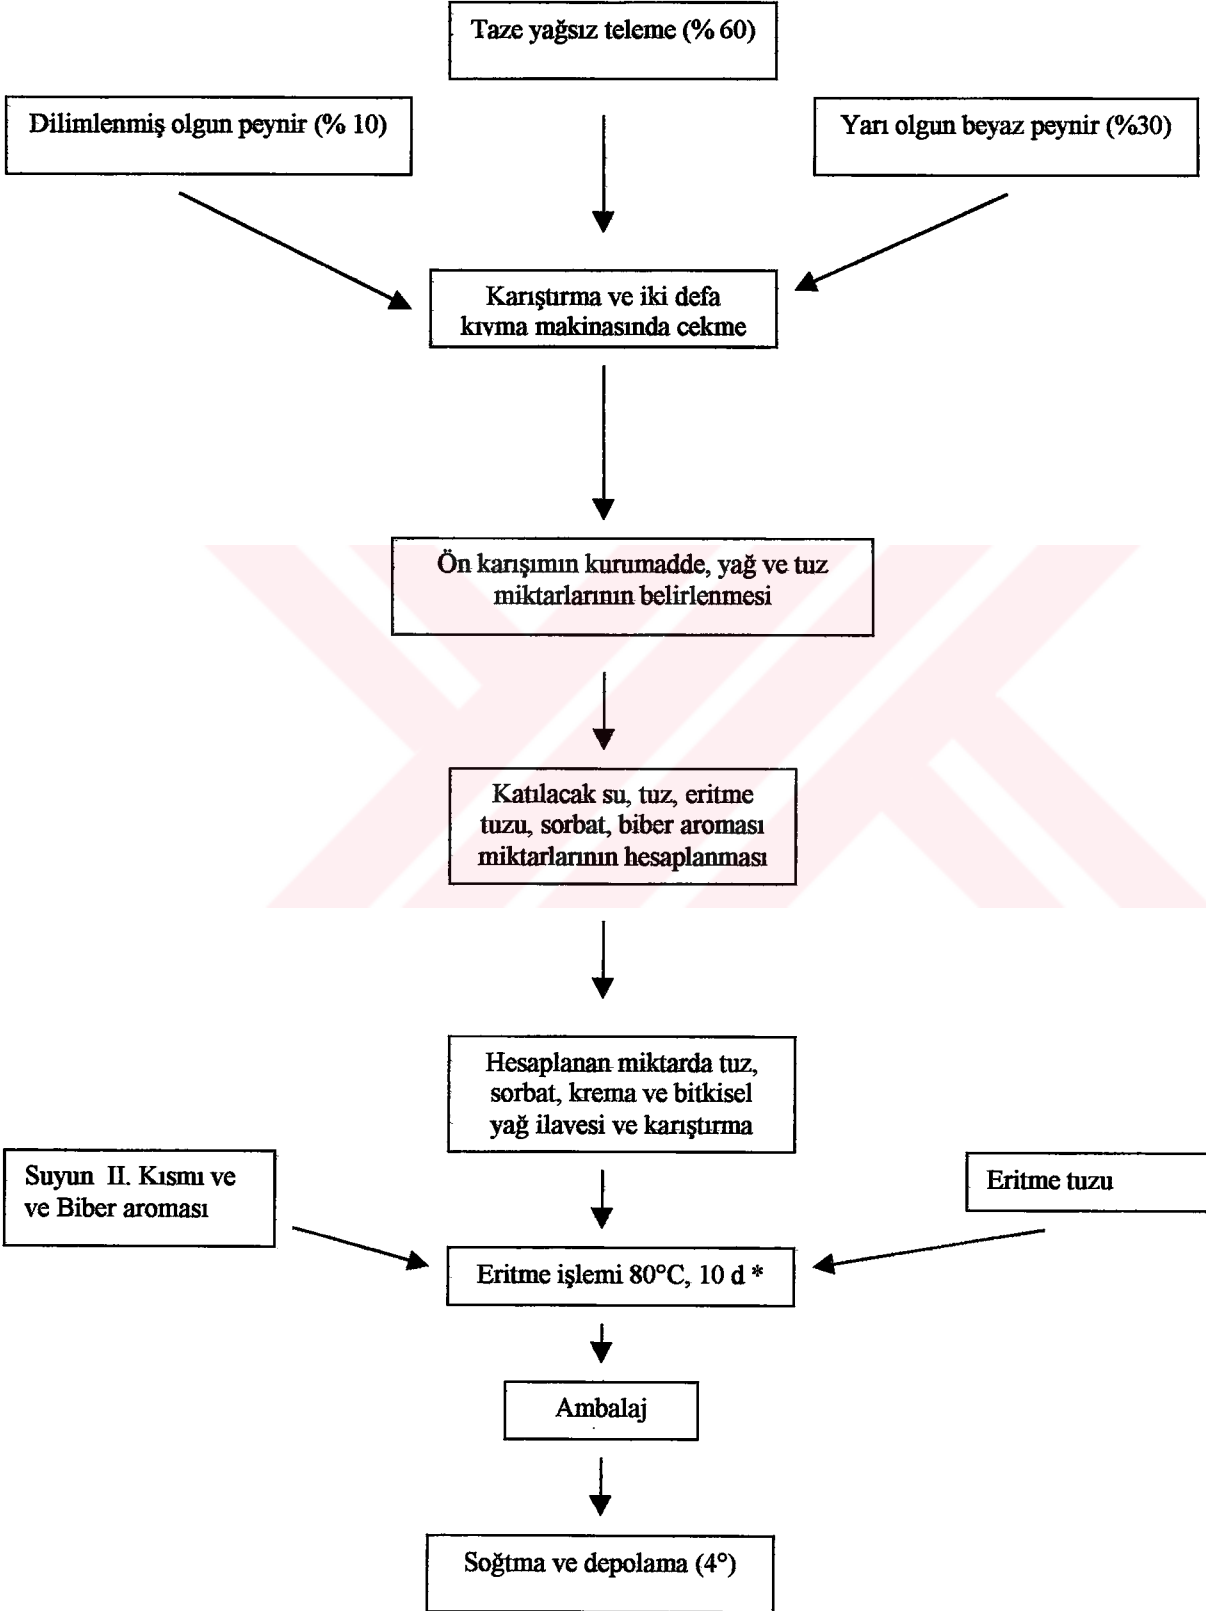 Taze yağsız teleme (% 60)
Dilimlenmiş olgun peynir (% 10)
Yarı olgun beyaz peynir (%30)
Karıştırma ve iki defa
kıvma makinasında cekme
Ön karışımın kurumadde, yağ ve tuz
miktarlarının belirlenmesi
Katılacak su, tuz, eritme
tuzu, sorbat, biber aroması
miktarlarının hesaplanması
Hesaplanan miktarda tuz,
sorbat, krema ve bitkisel
yağ ilavesi ve karıştırma
Suyun II. Kısmı ve
ve Biber aroması
Eritme tuzu
Eritme işlemi 80°C, 10 d *
Ambalaj
Soğtma ve depolama (4°)